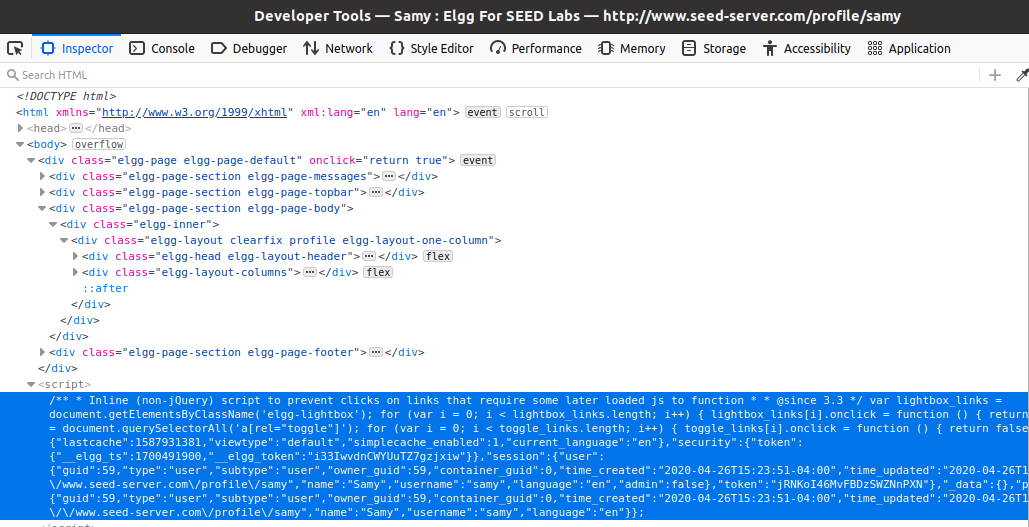 Developer Tools — Samy : Elgg For SEED Labs — http://www.seed-server.com/profile/samy
Inspector Console Debugger Network Style Editor Performance Memory Storage Accessibility Application
Search HTML
<!DOCTYPE html>
<html xmlns="http://www.w3.org/1999/xhtml" xml:lang="en" lang="en"> event scroll
<head> ••• </head>
<body> overflow
<div class="elgg-page elgg-page-default" onclick="return true"> event
<div class="elgg-page-section elgg-page-messages"> ••• </div>
<div class="elgg-page-section elgg-page-topbar"> ••• </div>
<div class="elgg-page-section elgg-page-body">
<div class="elgg-inner">
<div class="elgg-layout clearfix profile elgg-layout-one-column">
<div class="elgg-head elgg-layout-header"> ••• </div> flex
<div class="elgg-layout-columns"> ••• </div> flex
::after
</div>
</div>
</div>
<div class="elgg-page-section elgg-page-footer"> ••• </div>
</div>
<script>
/** * Inline (non-jQuery) script to prevent clicks on links that require some later loaded js to function * * @since 3.3 */ var lightbox_links =
document.getElementsByClassName('elgg-lightbox'); for (var i = 0; i < lightbox_links.length; i++) { lightbox_links[i].onclick = function () { return
= document.querySelectorAll('a[rel="toggle"]'); for (var i = 0; i < toggle_links.length; i++) { toggle_links[i].onclick = function () { return false
{"lastcache":1587931381,"viewtype":"default","simplecache_enabled":1,"current_language":"en"},"security":{"token":
{"__elgg_ts":1700491900,"__elgg_token":"i33IwvdnCWYUuTZ7gzjxiw"}},"session":{"user":
{"guid":59,"type":"user","subtype":"user","owner_guid":59,"container_guid":0,"time_created":"2020-04-26T15:23:51-04:00","time_updated":"2020-04-26T1
\/www.seed-server.com\/profile\/samy","name":"Samy","username":"samy","language":"en","admin":false},"token":"jRNKoI46MvFBDzSWZNnPXN"},"_data":{},"p
{"guid":59,"type":"user","subtype":"user","owner_guid":59,"container_guid":0,"time_created":"2020-04-26T15:23:51-04:00","time_updated":"2020-04-26T1
\/\/www.seed-server.com\/profile\/samy","name":"Samy","username":"samy","language":"en"}};